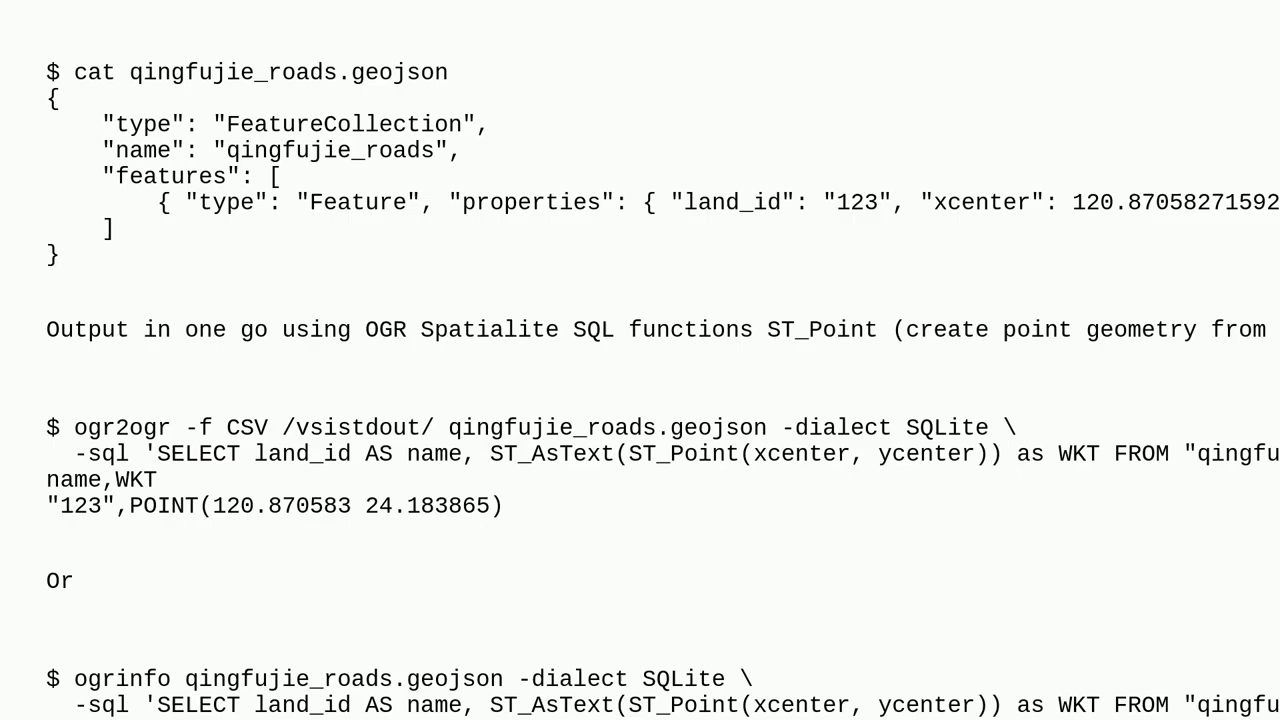 $ cat qingfujie_roads.geojson
{
    "type": "FeatureCollection",
    "name": "qingfujie_roads",
    "features": [
        { "type": "Feature", "properties": { "land_id": "123", "xcenter": 120.87058271592
    ]
}
Output in one go using OGR Spatialite SQL functions ST_Point (create point geometry from
$ ogr2ogr -f CSV /vsistdout/ qingfujie_roads.geojson -dialect SQLite \
  -sql 'SELECT land_id AS name, ST_AsText(ST_Point(xcenter, ycenter)) as WKT FROM "qingfu
name,WKT
"123",POINT(120.870583 24.183865)
Or
$ ogrinfo qingfujie_roads.geojson -dialect SQLite \
  -sql 'SELECT land_id AS name, ST_AsText(ST_Point(xcenter, ycenter)) as WKT FROM "qingfu